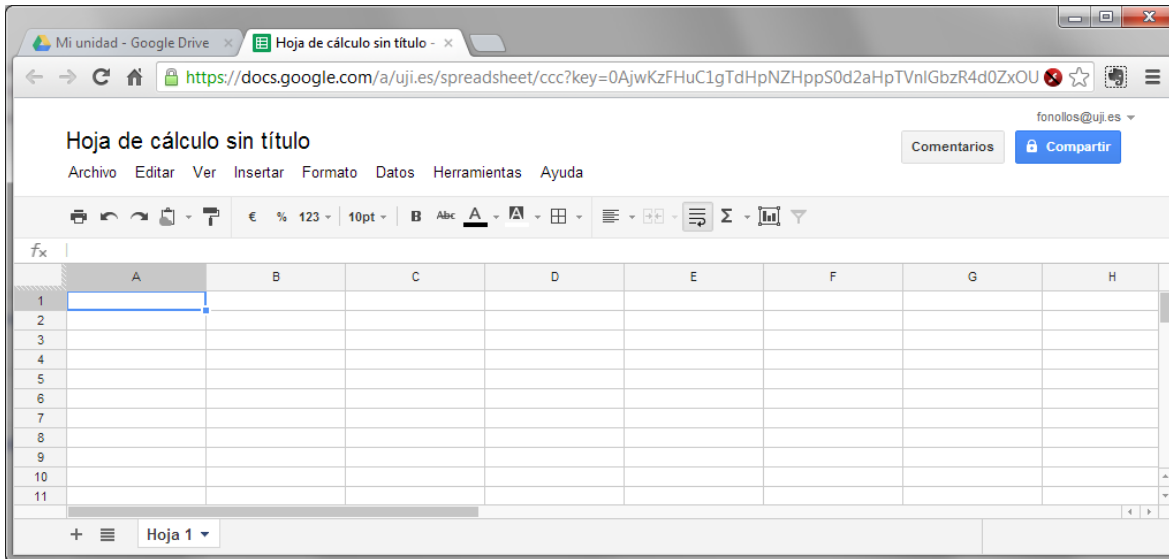 Mi unidad - Google Drive
Hoja de cálculo sin título -
https://docs.google.com/a/uji.es/spreadsheet/ccc?key=0AjwKzFHuC1gTdHpNZHppS0d2aHpTVnlGbzR4d0ZxOU
fonollos@uji.es
Hoja de cálculo sin título
Comentarios
Compartir
Archivo Editar Ver Insertar Formato Datos Herramientas Ayuda
€ % 123 10pt B Abc A A Σ
fx
A B C D E F G H
1
2
3
4
5
6
7
8
9
10
11
+ Hoja 1